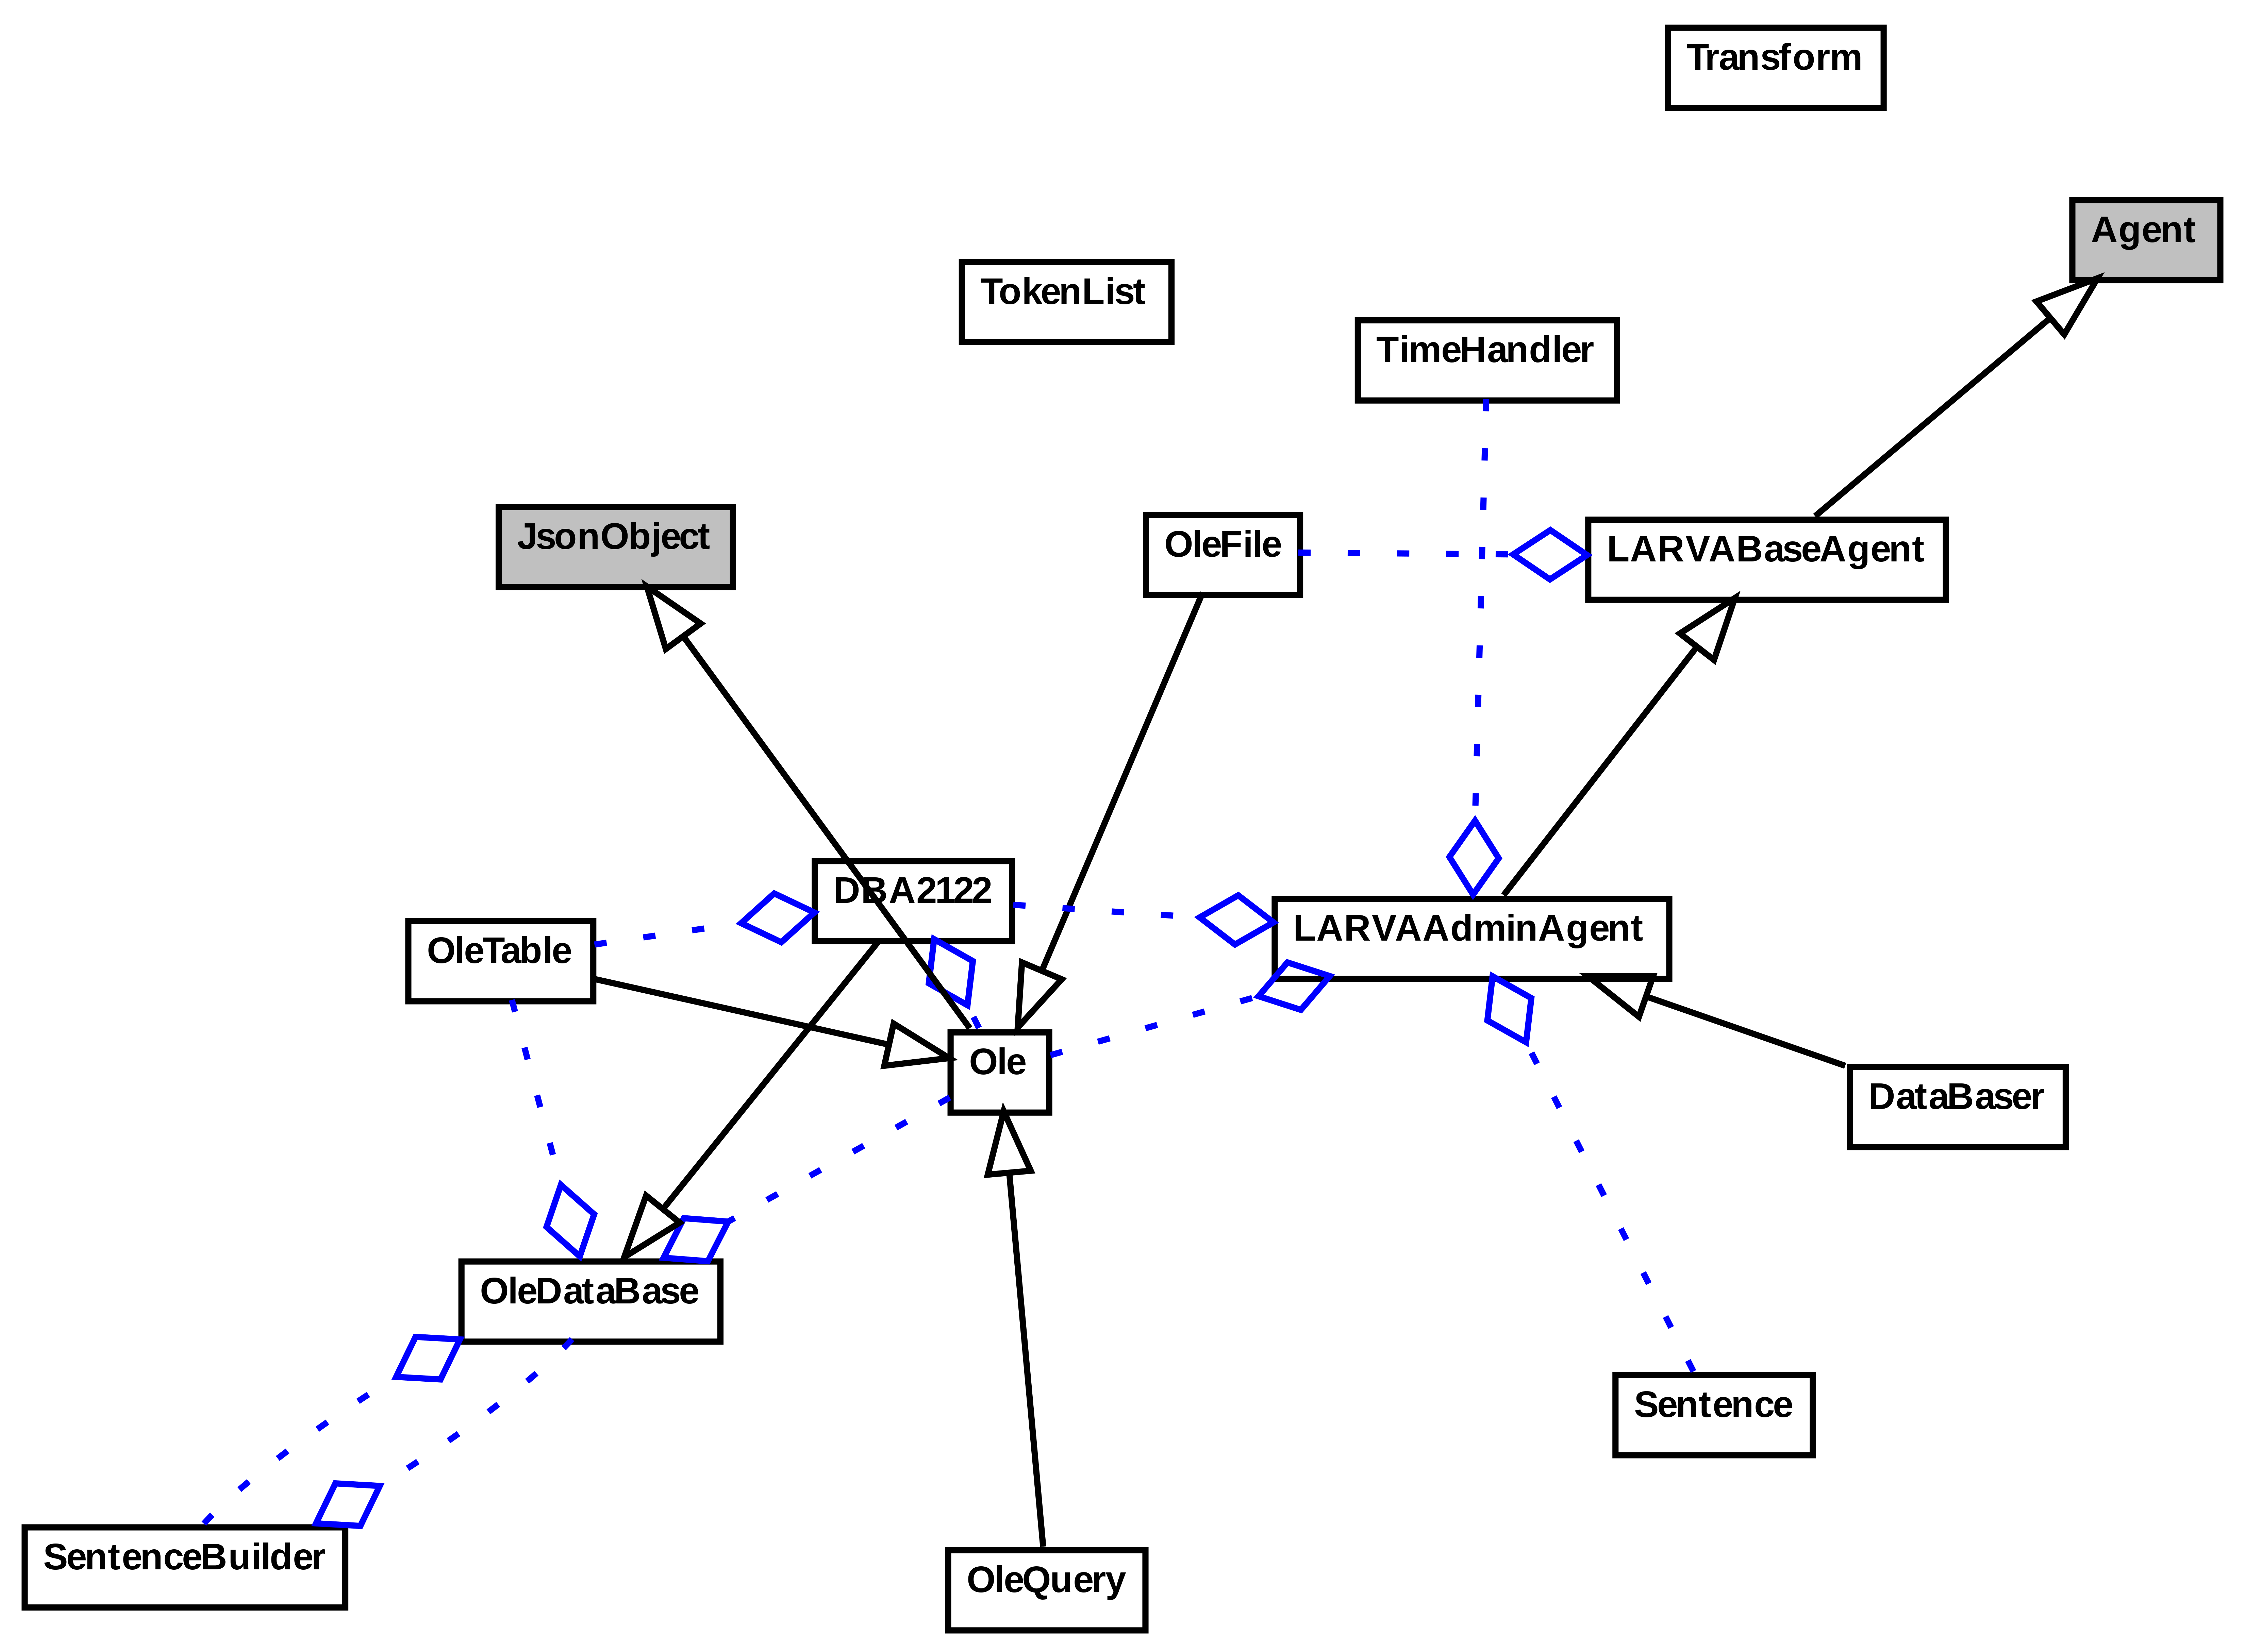 Transform
Agent
TokenList
TimeHandler
JsonObject
OleFile
LARVABaseAgent
DBA2122
LARVAAdminAgent
OleTable
Ole
DataBaser
OleDataBase
Sentence
SentenceBuilder
OleQuery